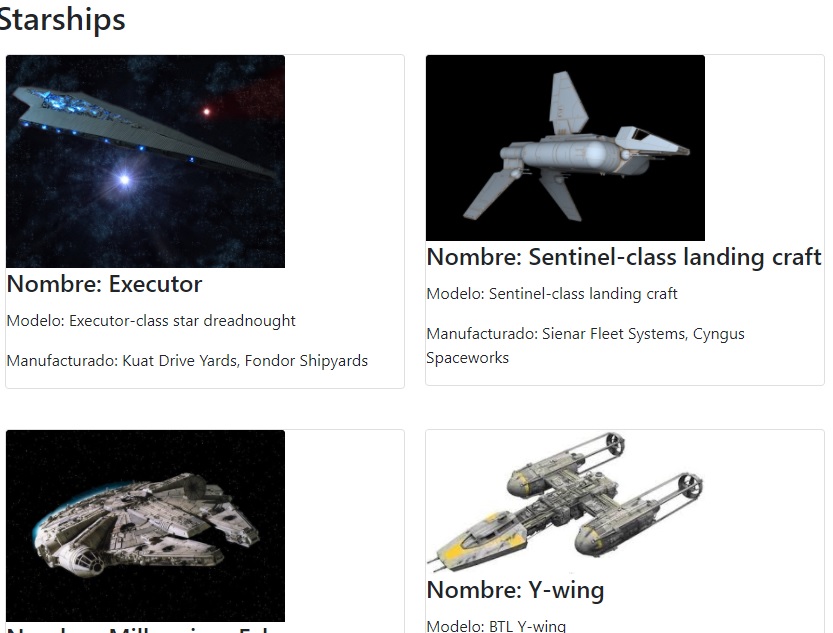 Starships
Nombre: Executor
Modelo: Executor-class star dreadnought
Manufacturado: Kuat Drive Yards, Fondor Shipyards
Nombre: Sentinel-class landing craft
Modelo: Sentinel-class landing craft
Manufacturado: Sienar Fleet Systems, Cyngus
Spaceworks
Nombre: Y-wing
Modelo: BTL Y-wing